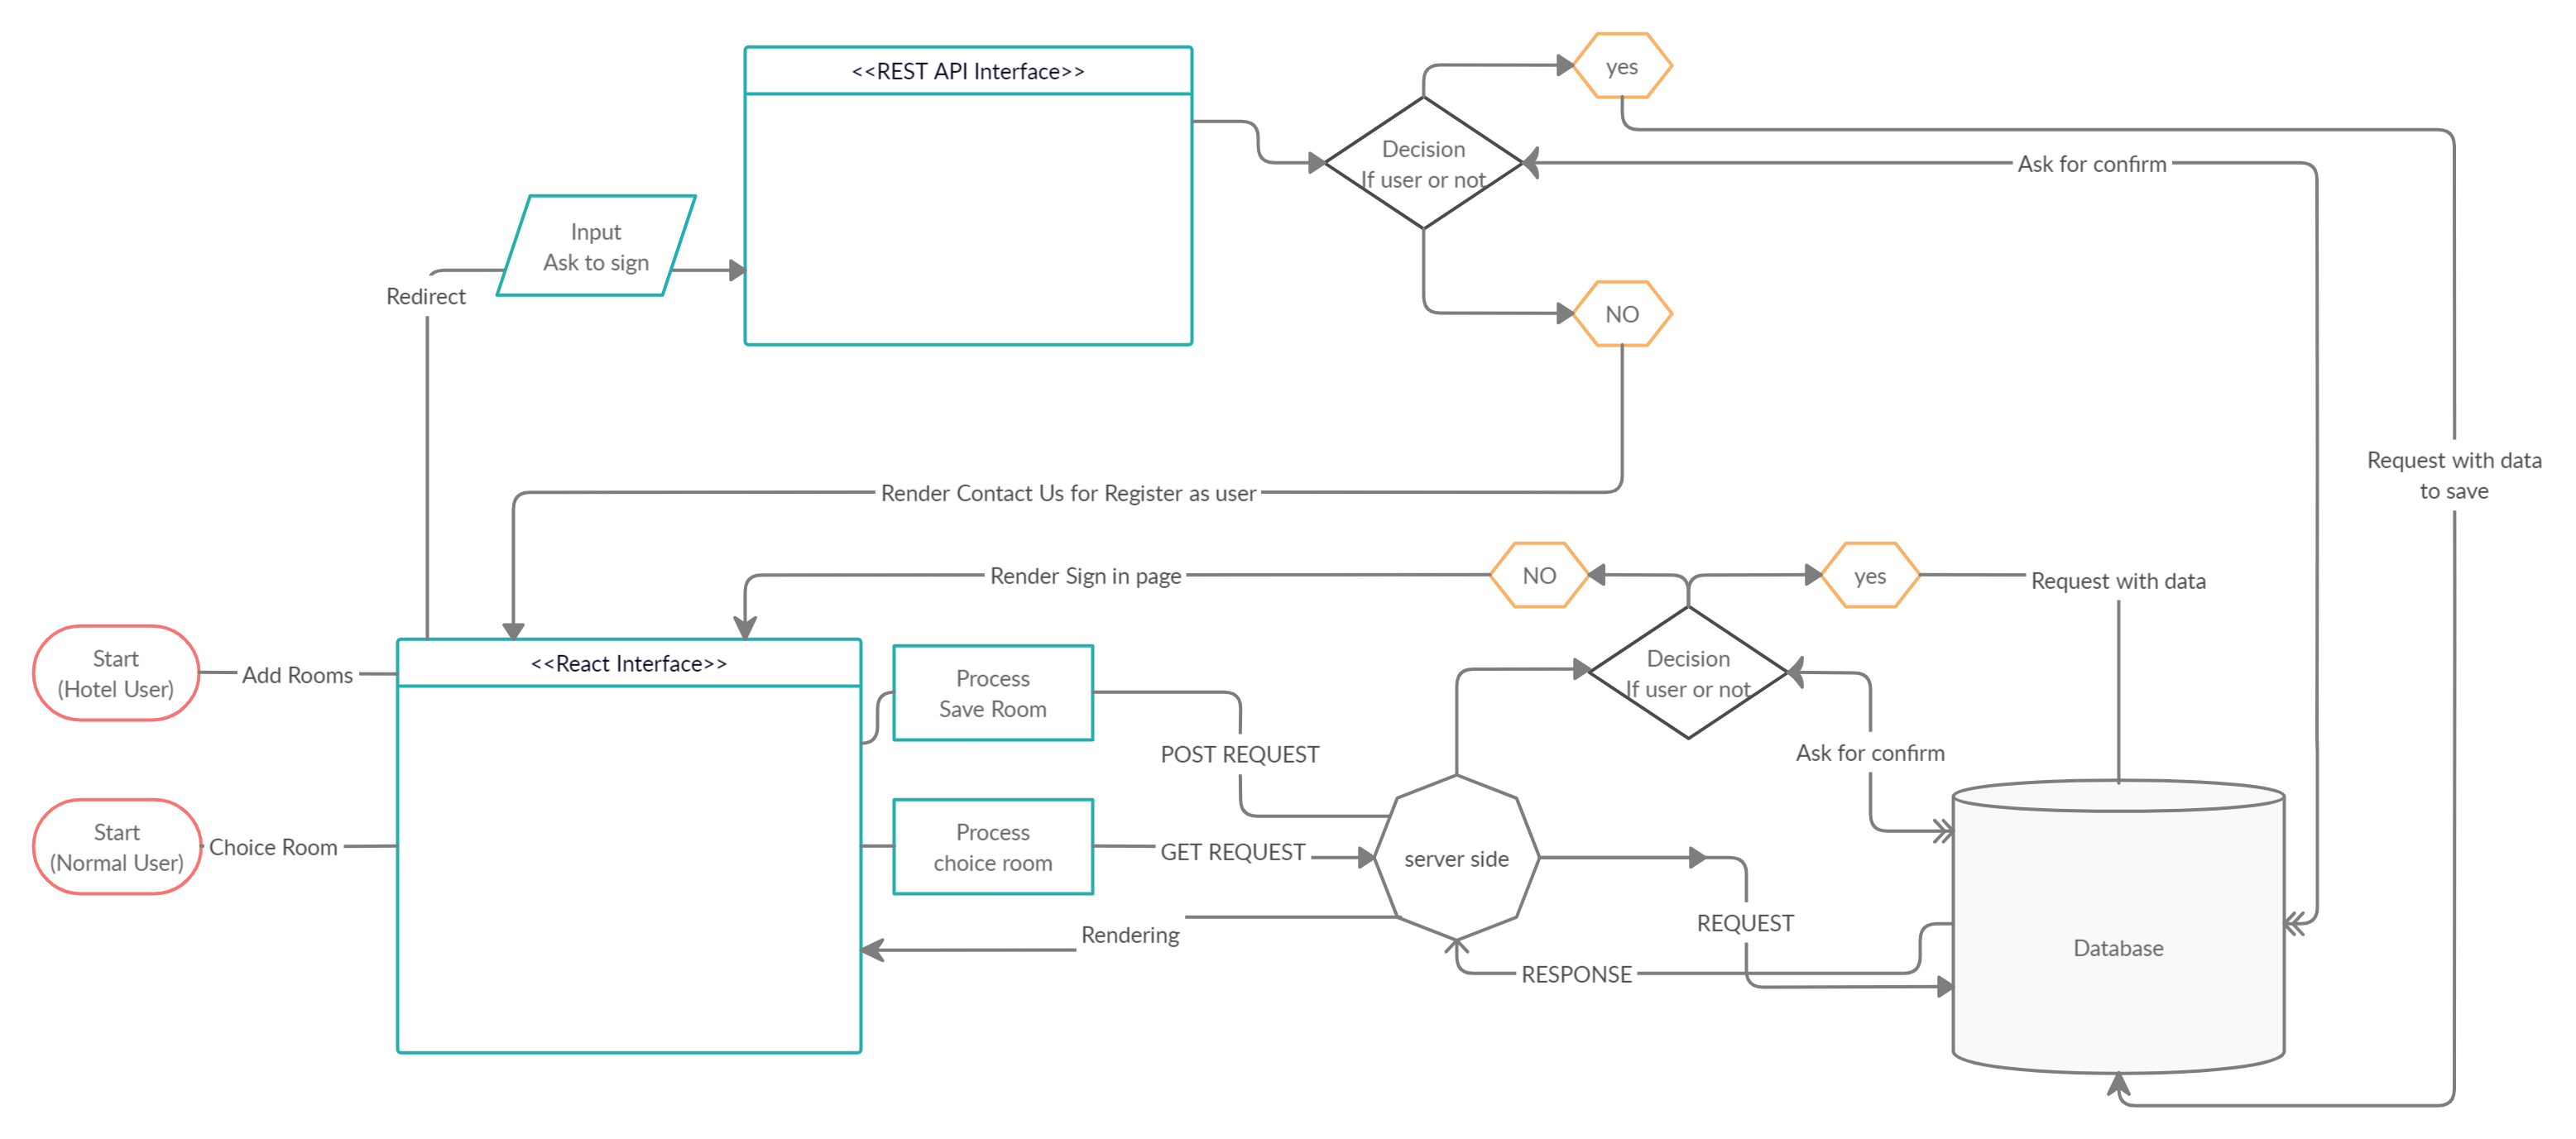 <<REST API Interface>>
yes
Decision
If user or not
Ask for confirm
Input
Ask to sign
Redirect
NO
Request with data
to save
Render Contact Us for Register as user
Render Sign in page
NO
yes
Request with data
Start
(Hotel User)
Add Rooms
<<React Interface>>
Process
Save Room
Decision
If user or not
POST REQUEST
Ask for confirm
Start
(Normal User)
Choice Room
Process
choice room
GET REQUEST
server side
Rendering
REQUEST
RESPONSE
Database